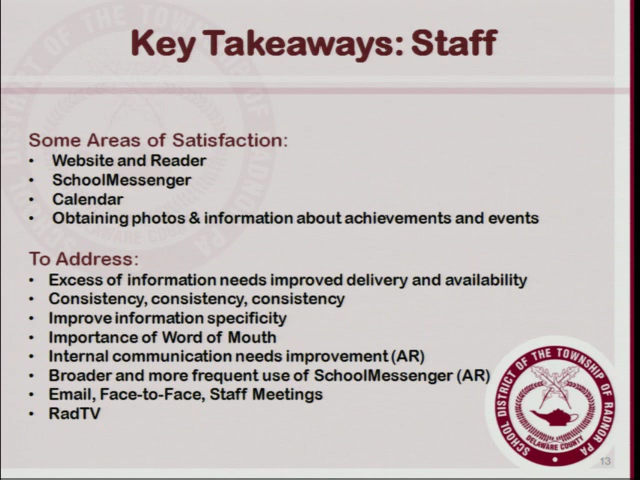 Key Takeaways: Staff
Some Areas of Satisfaction:
• Website and Reader
• SchoolMessenger
• Calendar
• Obtaining photos & information about achievements and events
To Address:
• Excess of information needs improved delivery and availability
• Consistency, consistency, consistency
• Improve information specificity
• Importance of Word of Mouth
• Internal communication needs improvement (AR)
• Broader and more frequent use of SchoolMessenger (AR)
• Email, Face-to-Face, Staff Meetings
• RadTV
SCHOOL DISTRICT OF THE TOWNSHIP OF RADNOR PA
DELAWARE COUNTY
13